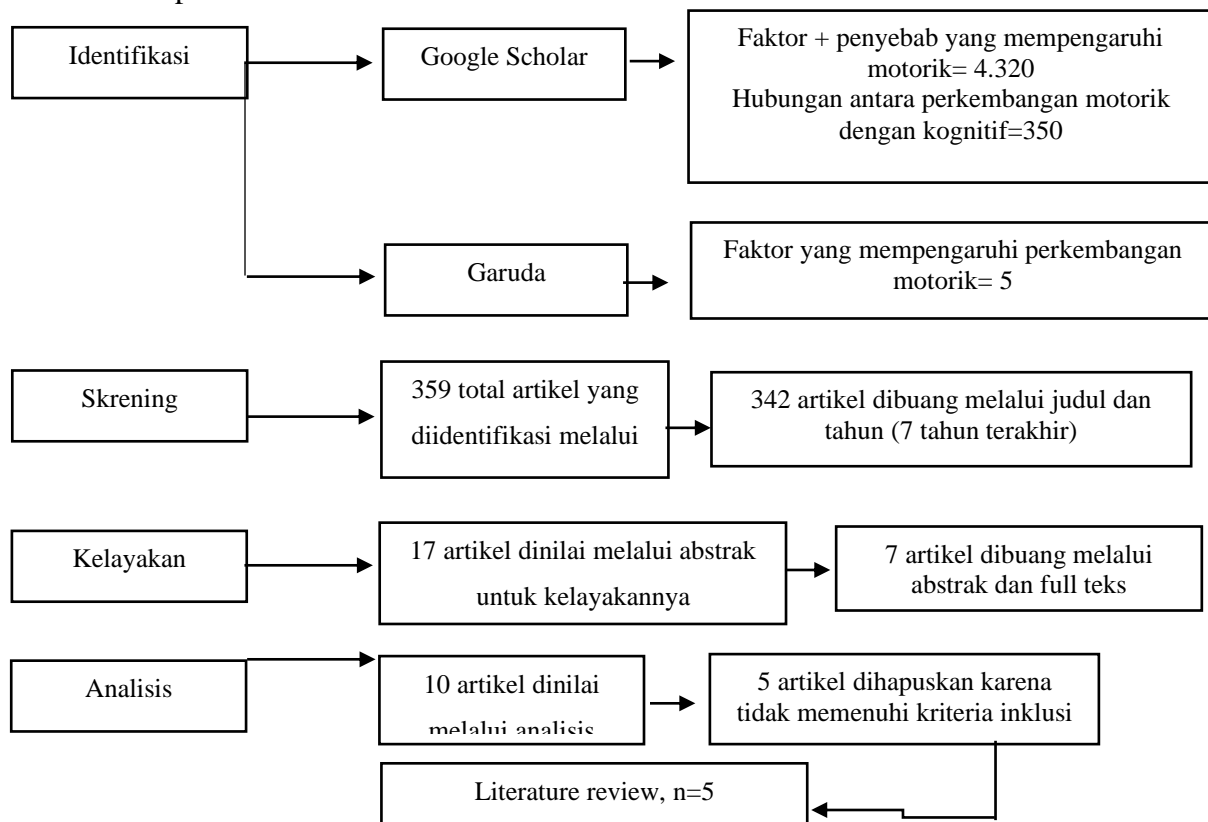 Identifikasi
Google Scholar
Faktor + penyebab yang mempengaruhi
motorik= 4.320
Hubungan antara perkembangan motorik
dengan kognitif=350
Garuda
Faktor yang mempengaruhi perkembangan
motorik= 5
Skrening
359 total artikel yang
diidentifikasi melalui
342 artikel dibuang melalui judul dan
tahun (7 tahun terakhir)
Kelayakan
17 artikel dinilai melalui abstrak
untuk kelayakannya
7 artikel dibuang melalui
abstrak dan full teks
Analisis
10 artikel dinilai
melalui analisis
5 artikel dihapuskan karena
tidak memenuhi kriteria inklusi
Literature review, n=5